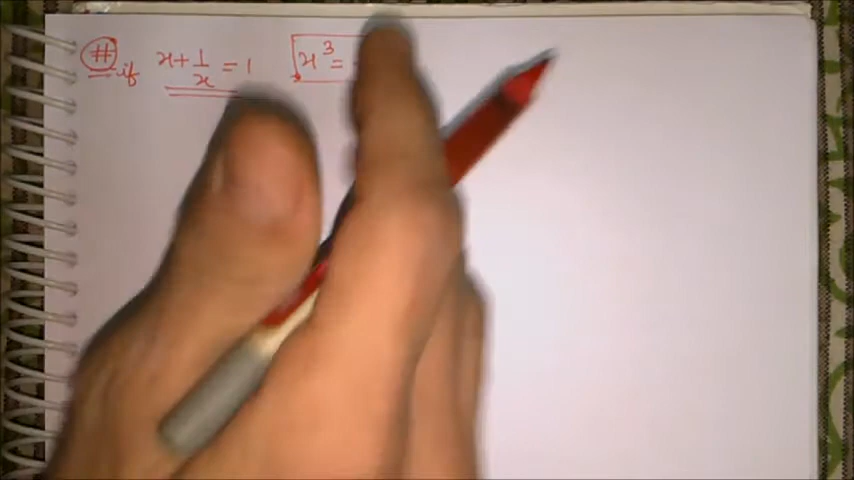 # if x + 1/x = 1 x³ =